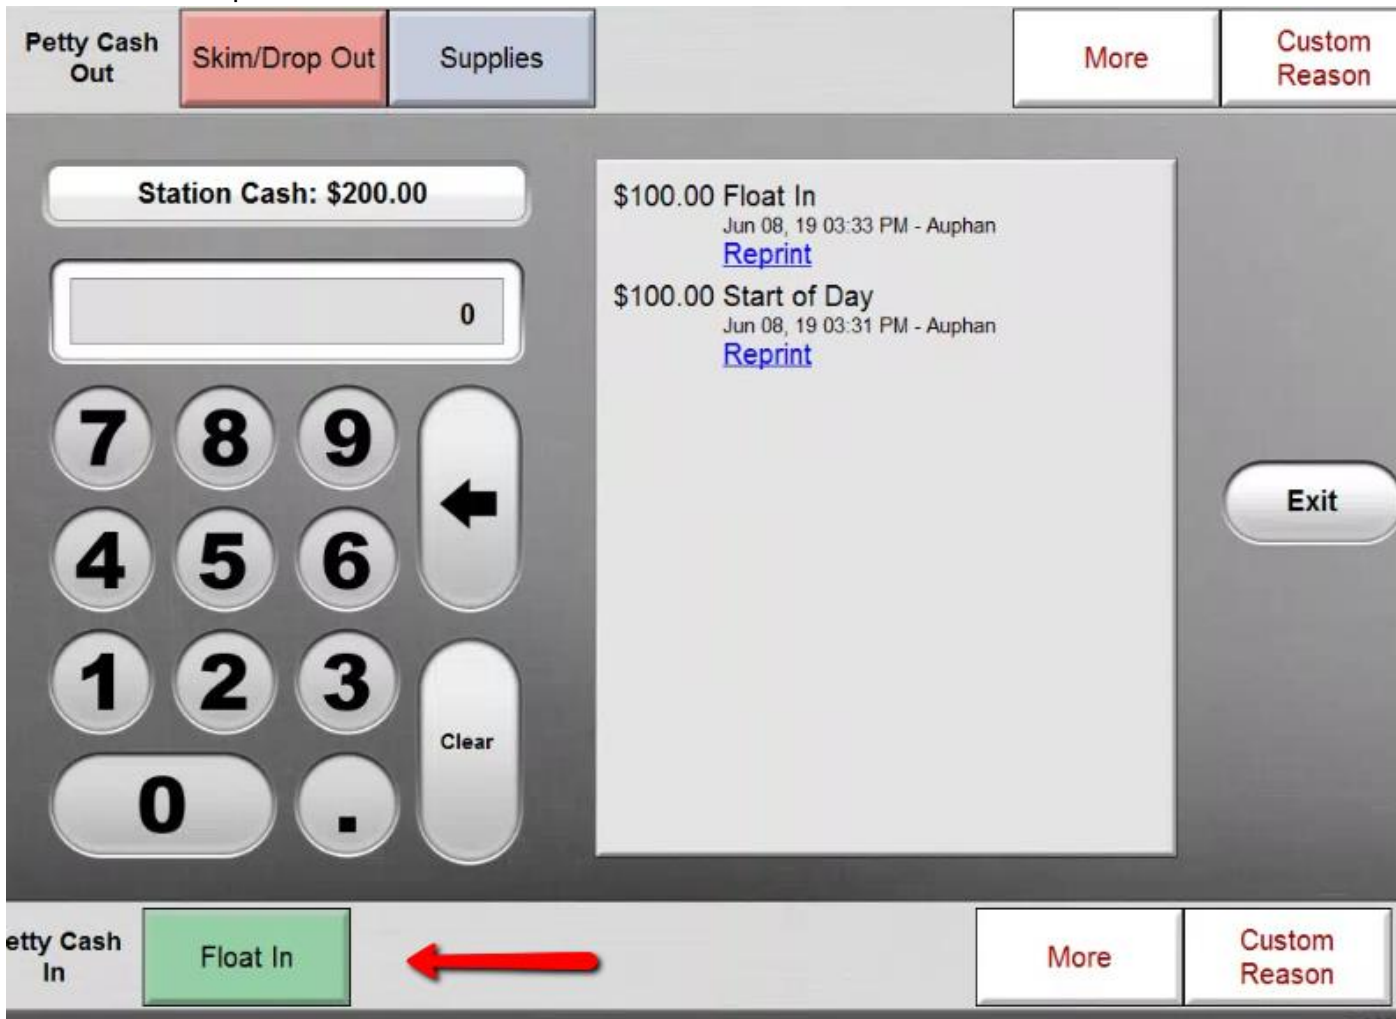 Petty Cash
Out
Skim/Drop Out
Supplies
More
Custom
Reason
Station Cash: $200.00
0
$100.00 Float In
Jun 08, 19 03:33 PM - Auphan
Reprint
$100.00 Start of Day
Jun 08, 19 03:31 PM - Auphan
Reprint
7 8 9
4 5 6
1 2 3
Clear
0 .
Exit
etty Cash
In
Float In
More
Custom
Reason